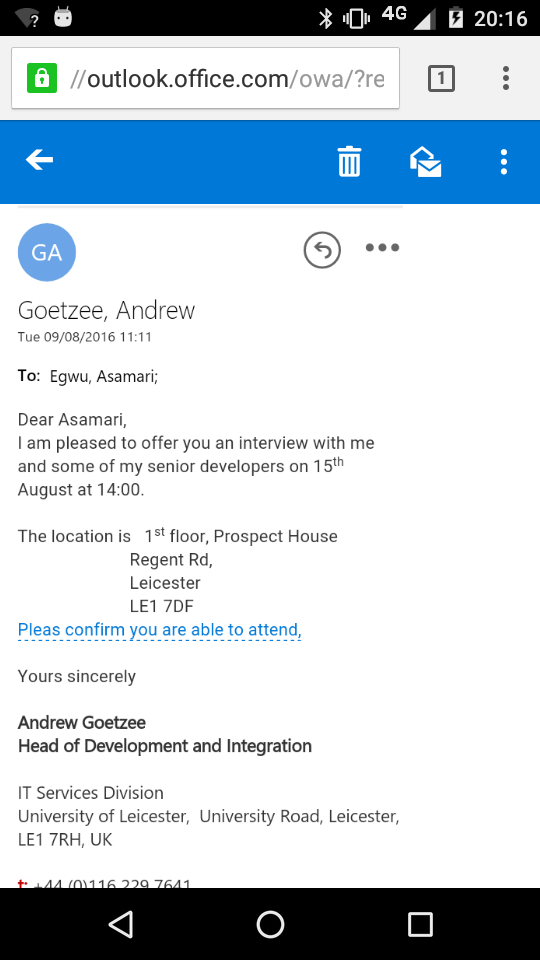 4G 20:16
//outlook.office.com/owa/?re
1
GA
Goetzee, Andrew
Tue 09/08/2016 11:11
To: Egwu, Asamari;
Dear Asamari,
I am pleased to offer you an interview with me
and some of my senior developers on 15th
August at 14:00.
The location is 1st floor, Prospect House
Regent Rd,
Leicester
LE1 7DF
Pleas confirm you are able to attend,
Yours sincerely
Andrew Goetzee
Head of Development and Integration
IT Services Division
University of Leicester, University Road, Leicester,
LE1 7RH, UK
t: +44 (0)116 229 7641